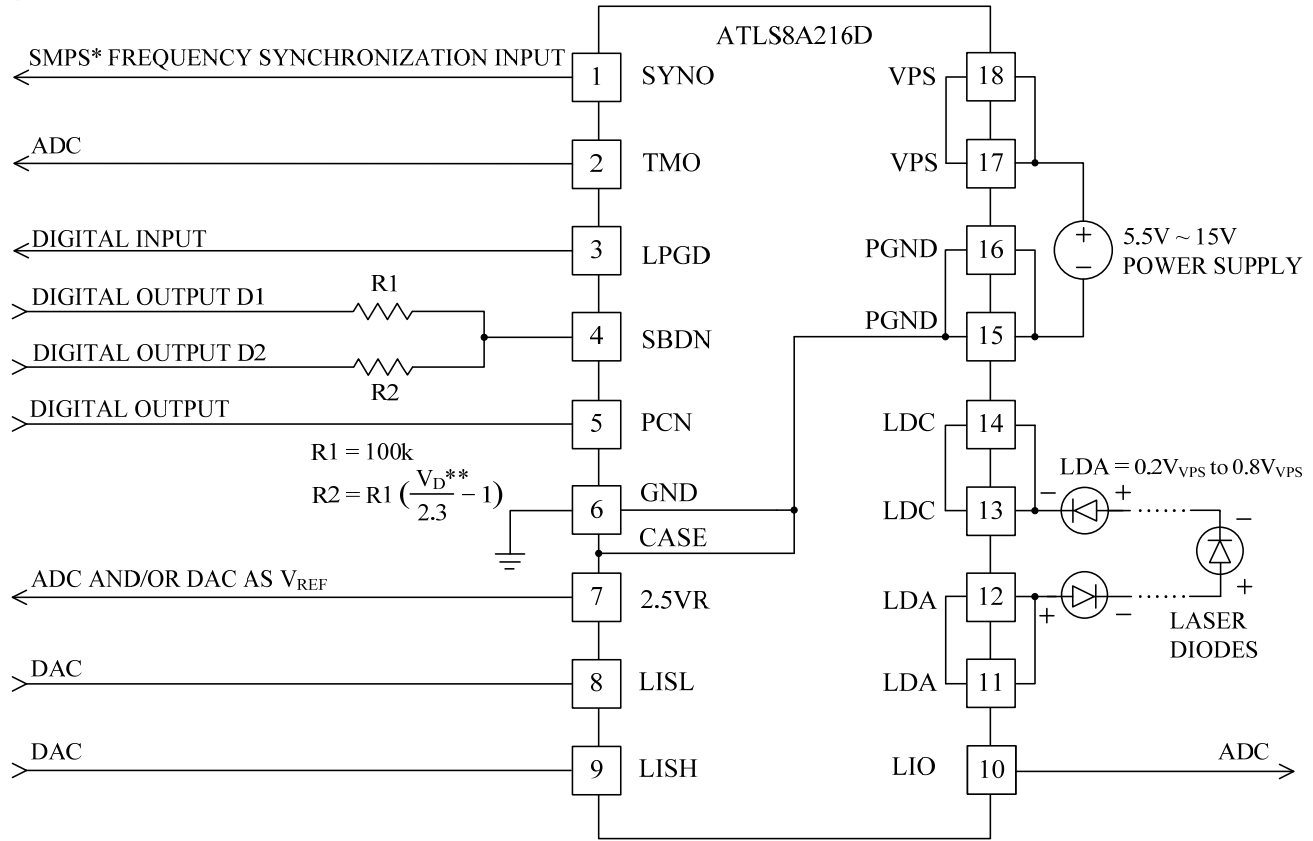 ATLS8A216D
SMPS* FREQUENCY SYNCHRONIZATION INPUT
1
SYNO
ADC
2
TMO
DIGITAL INPUT
3
LPGD
DIGITAL OUTPUT D1
R1
DIGITAL OUTPUT D2
R2
4
SBDN
DIGITAL OUTPUT
5
PCN
R1 = 100k
R2 = R1 (V_D**/2.3 − 1)
6
GND
CASE
ADC AND/OR DAC AS V_REF
7
2.5VR
DAC
8
LISL
DAC
9
LISH
VPS
18
VPS
17
+
−
5.5V ~ 15V
POWER SUPPLY
PGND
16
PGND
15
LDC
14
LDA = 0.2V_VPS to 0.8V_VPS
LDC
13
− +
−
+
LDA
12
+ −
LASER
DIODES
LDA
11
LIO
10
ADC